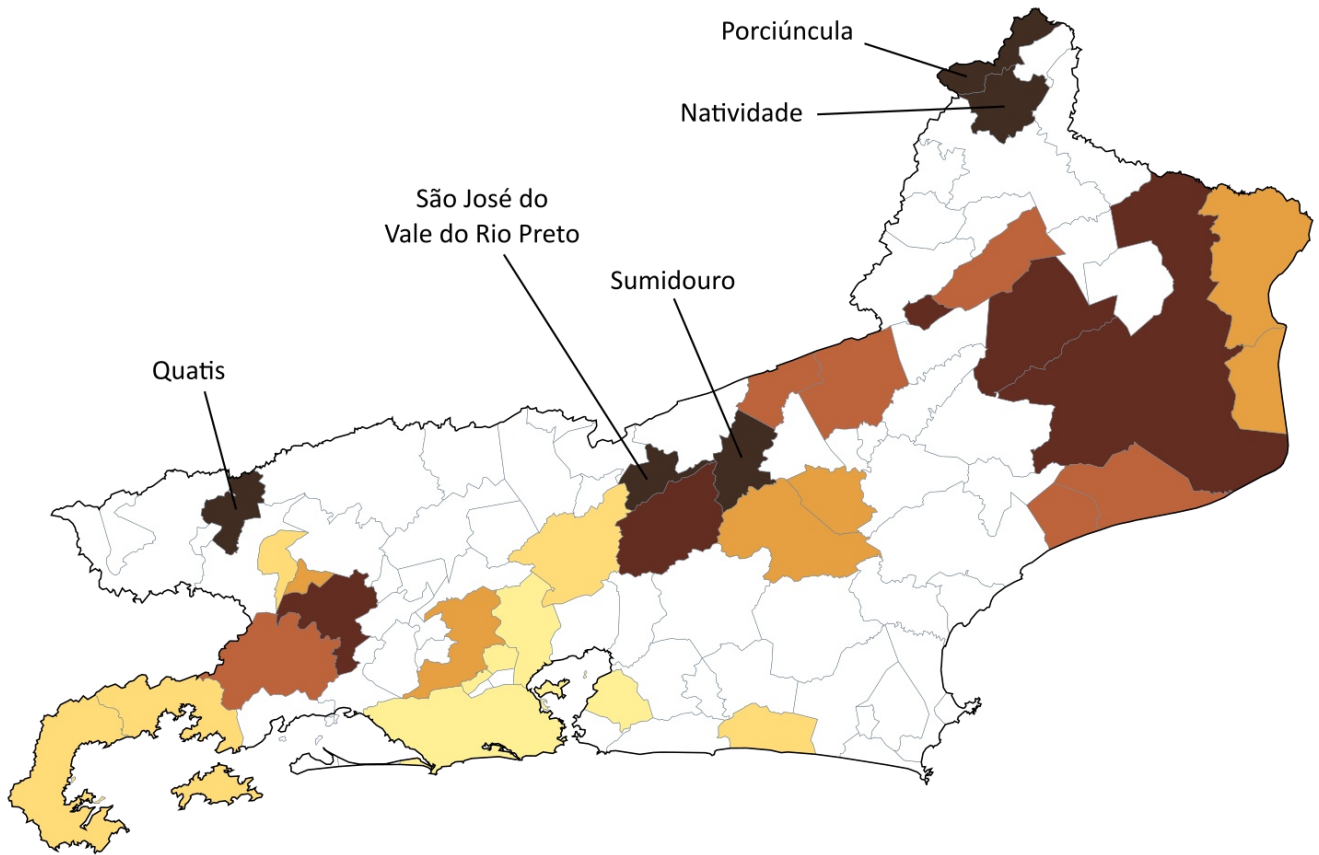 Porciúncula
Natividade
São José do
Vale do Rio Preto
Sumidouro
Quatis